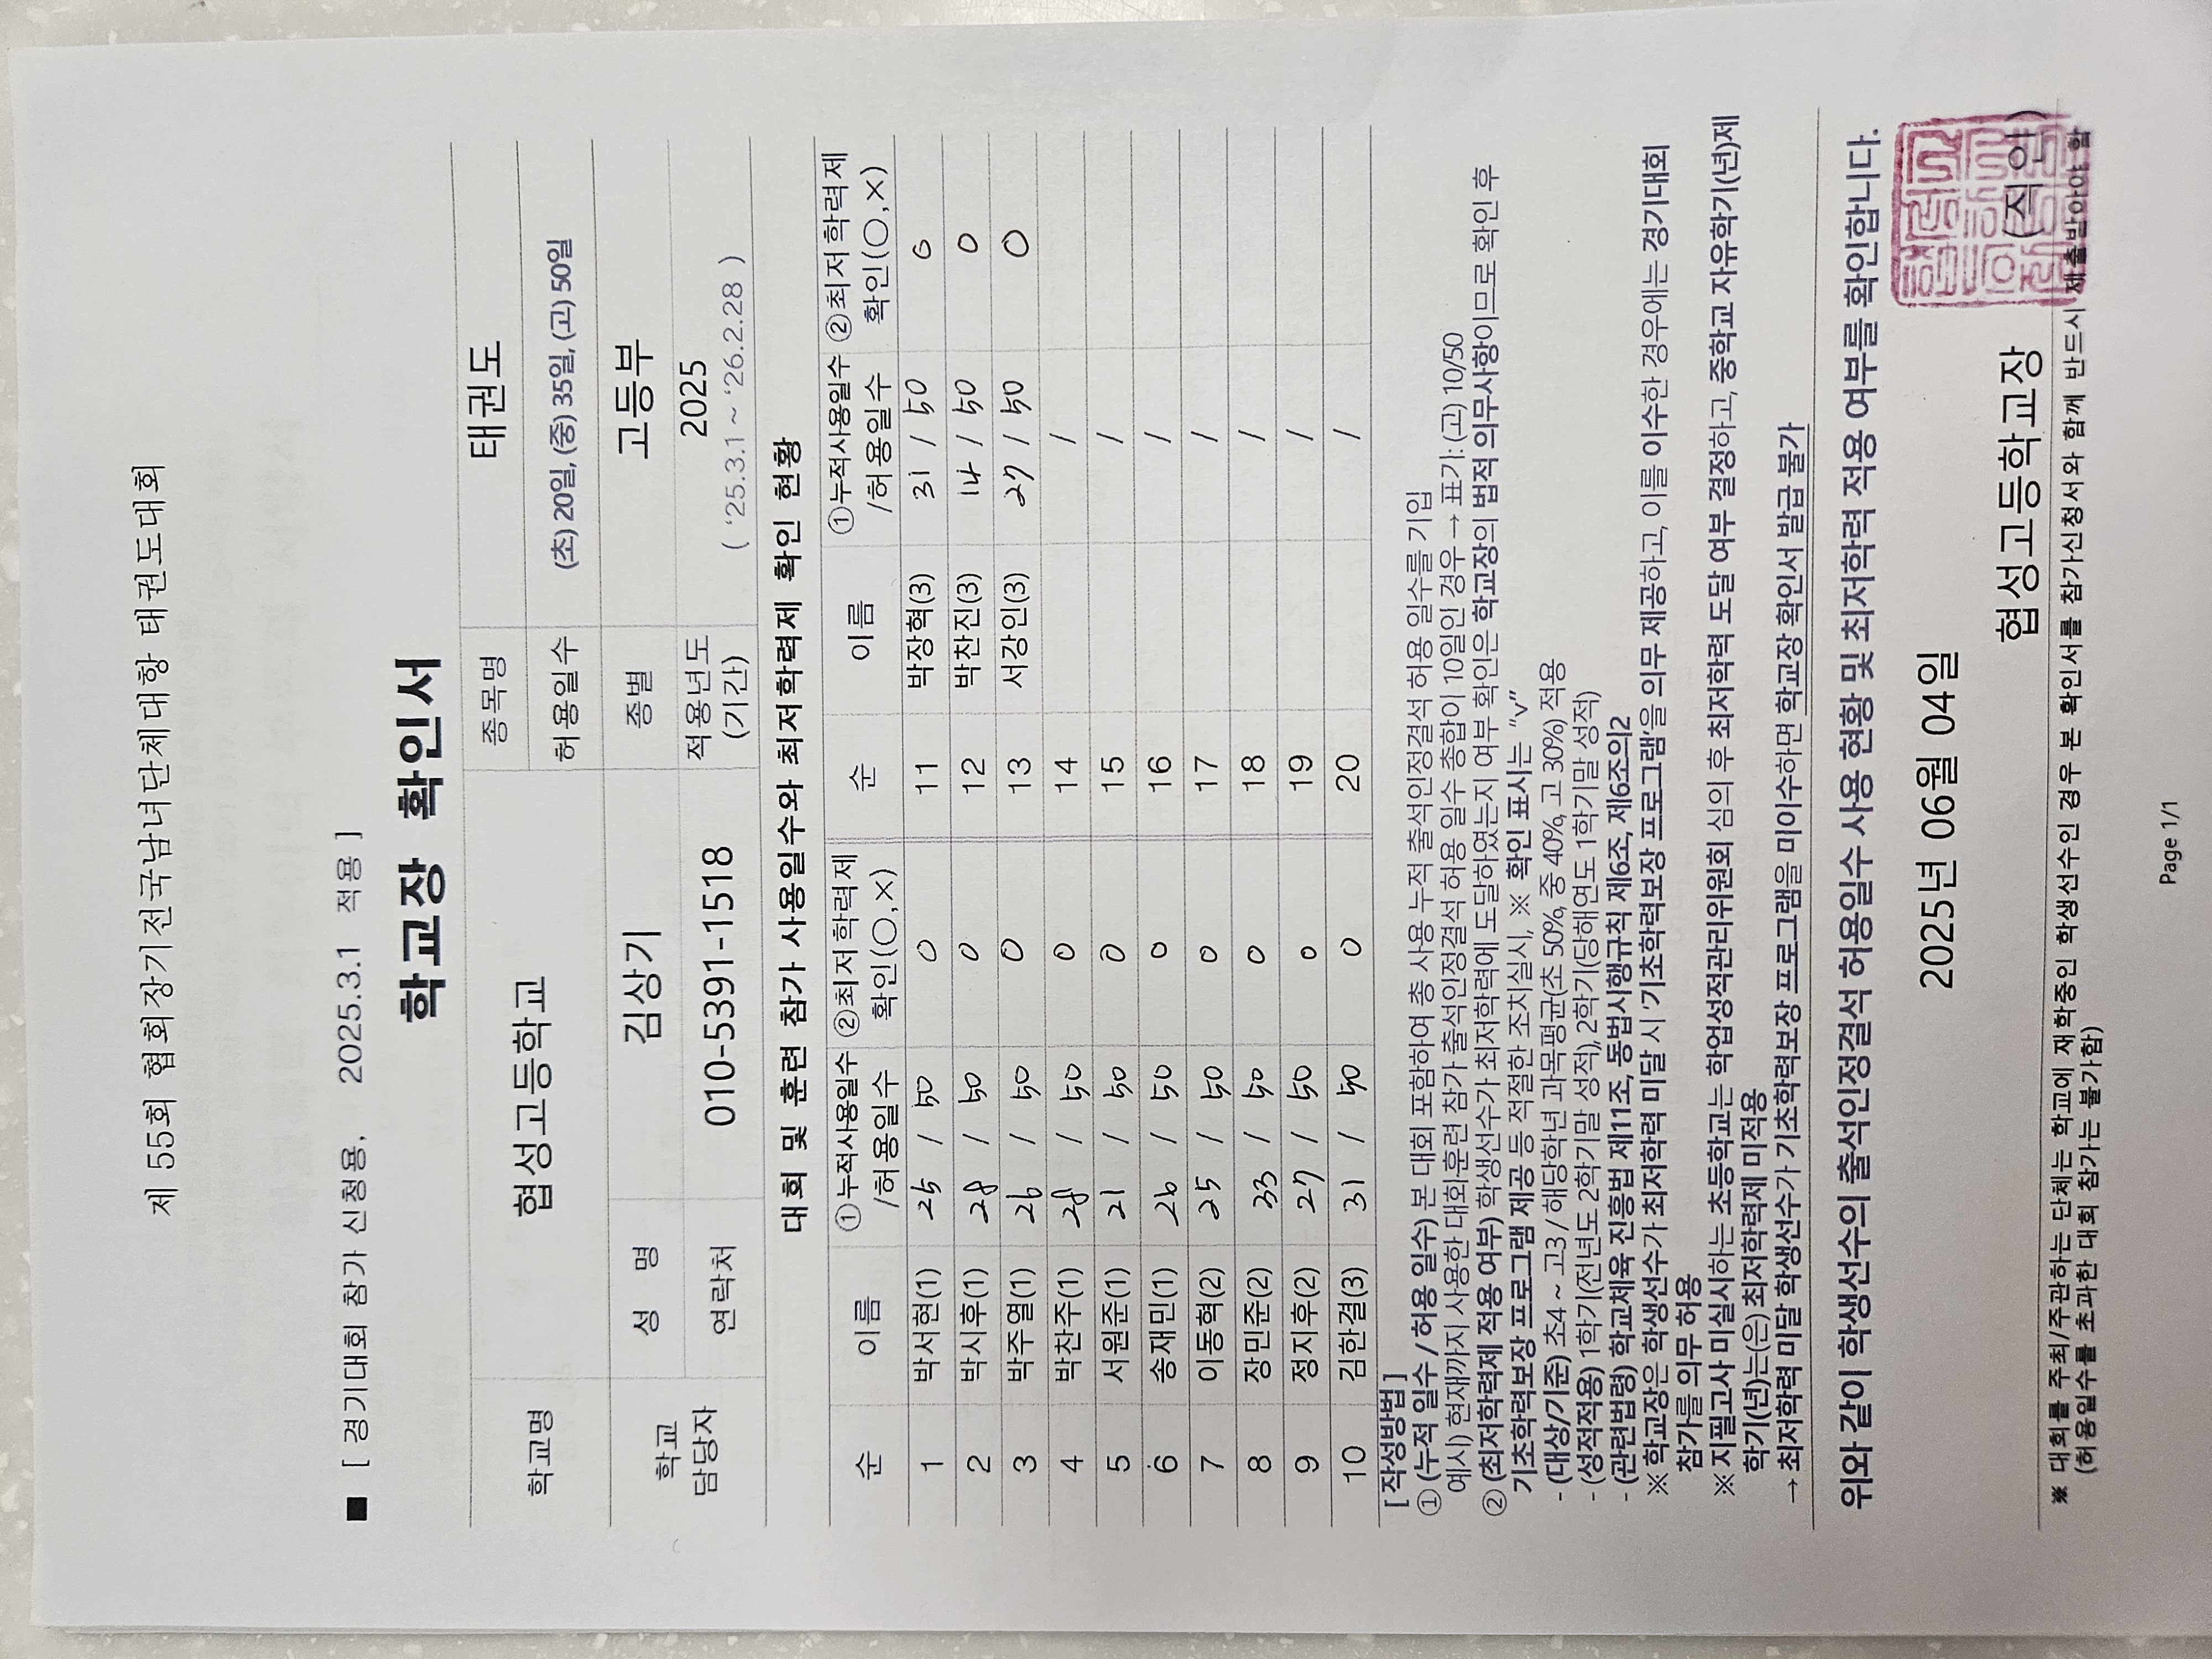 제 55회 협회장기전국남녀단체대항 태권도대회
■ [ 경기대회 참가 신청용, 2025.3.1 적용 ]
학교장 확인서
학교명 협성고등학교 종목명 태권도
허용일수 (초) 20일, (중) 35일, (고) 50일
학교 담당자 성 명 김상기 종별 고등부
연락처 010-5391-1518 적용년도 (기간) 2025 ( '25.3.1 ~ '26.2.28 )
대회 및 훈련 참가 사용일수와 최저학력제 확인 현황
순 이름 ①누적사용일수 /허용일수 ②최저학력제 확인(○,×) 순 이름 ①누적사용일수 /허용일수 ②최저학력제 확인(○,×)
1 박서현(1) 25 / 50 0 11 박장혁(3) 31 / 50 0
2 박시후(1) 28 / 50 0 12 박찬진(3) 14 / 50 0
3 박주열(1) 26 / 50 0 13 서강인(3) 27 / 50 0
4 박찬주(1) 28 / 50 0 14 /
5 서원준(1) 21 / 50 0 15 /
6 송재민(1) 26 / 50 0 16 /
7 이동혁(2) 25 / 50 0 17 /
8 장민준(2) 33 / 50 0 18 /
9 정지후(2) 27 / 50 0 19 /
10 김한결(3) 31 / 50 0 20 /
[ 작성방법 ]
① (누적 일수 / 허용 일수) 본 대회 포함하여 총 사용 누적 출석인정결석 허용 일수를 기입
예시) 현재까지 사용한 대회·훈련 참가 출석인정결석 허용 일수 총합이 10일인 경우 → 표기: (고) 10/50
② (최저학력제 적용 여부) 학생선수가 최저학력에 도달하였는지 여부 확인은 학교장의 법적 의무사항이므로 확인 후
기초학력보장 프로그램 제공 등 적절한 조치실시, ※ 확인 표시는 "√"
- (대상/기준) 초4 ~ 고3 / 해당학년 과목평균(초 50%, 중 40%, 고 30%) 적용
- (성적적용) 1학기(전년도 2학기말 성적), 2학기(당해연도 1학기말 성적)
- (관련법령) 학교체육 진흥법 제11조, 동법시행규칙 제6조, 제6조의2
※ 학교장은 학생선수가 최저학력 미달 시 '기초학력보장 프로그램'을 의무 제공하고, 이를 이수한 경우에는 경기대회
참가를 의무 허용
※ 지필고사 미실시하는 초등학교는 학업성적관리위원회 심의 후 최저학력 도달 여부 결정하고, 중학교 자유학기(년)제
학기(년)는(은) 최저학력제 미적용
→ 최저학력 미달 학생선수가 기초학력보장 프로그램을 미이수하면 학교장 확인서 발급 불가
위와 같이 학생선수의 출석인정결석 허용일수 사용 현황 및 최저학력 적용 여부를 확인합니다.
2025년 06월 04일
협성고등학교장 (직인)
※ 대회를 주최/주관하는 단체는 학교에 재학중인 학생선수인 경우 본 확인서를 참가신청서와 함께 반드시 제출받아야 함
(허용일수를 초과한 대회 참가는 불가함)
Page 1/1